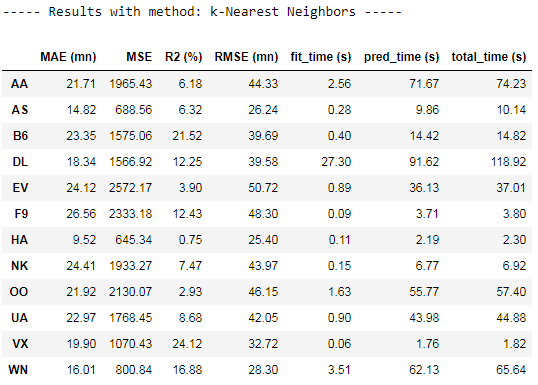 ----- Results with method: k-Nearest Neighbors -----
MAE (mn) MSE R2 (%) RMSE (mn) fit_time (s) pred_time (s) total_time (s)
AA 21.71 1965.43 6.18 44.33 2.56 71.67 74.23
AS 14.82 688.56 6.32 26.24 0.28 9.86 10.14
B6 23.35 1575.06 21.52 39.69 0.40 14.42 14.82
DL 18.34 1566.92 12.25 39.58 27.30 91.62 118.92
EV 24.12 2572.17 3.90 50.72 0.89 36.13 37.01
F9 26.56 2333.18 12.43 48.30 0.09 3.71 3.80
HA 9.52 645.34 0.75 25.40 0.11 2.19 2.30
NK 24.41 1933.27 7.47 43.97 0.15 6.77 6.92
OO 21.92 2130.07 2.93 46.15 1.63 55.77 57.40
UA 22.97 1768.45 8.68 42.05 0.90 43.98 44.88
VX 19.90 1070.43 24.12 32.72 0.06 1.76 1.82
WN 16.01 800.84 16.88 28.30 3.51 62.13 65.64